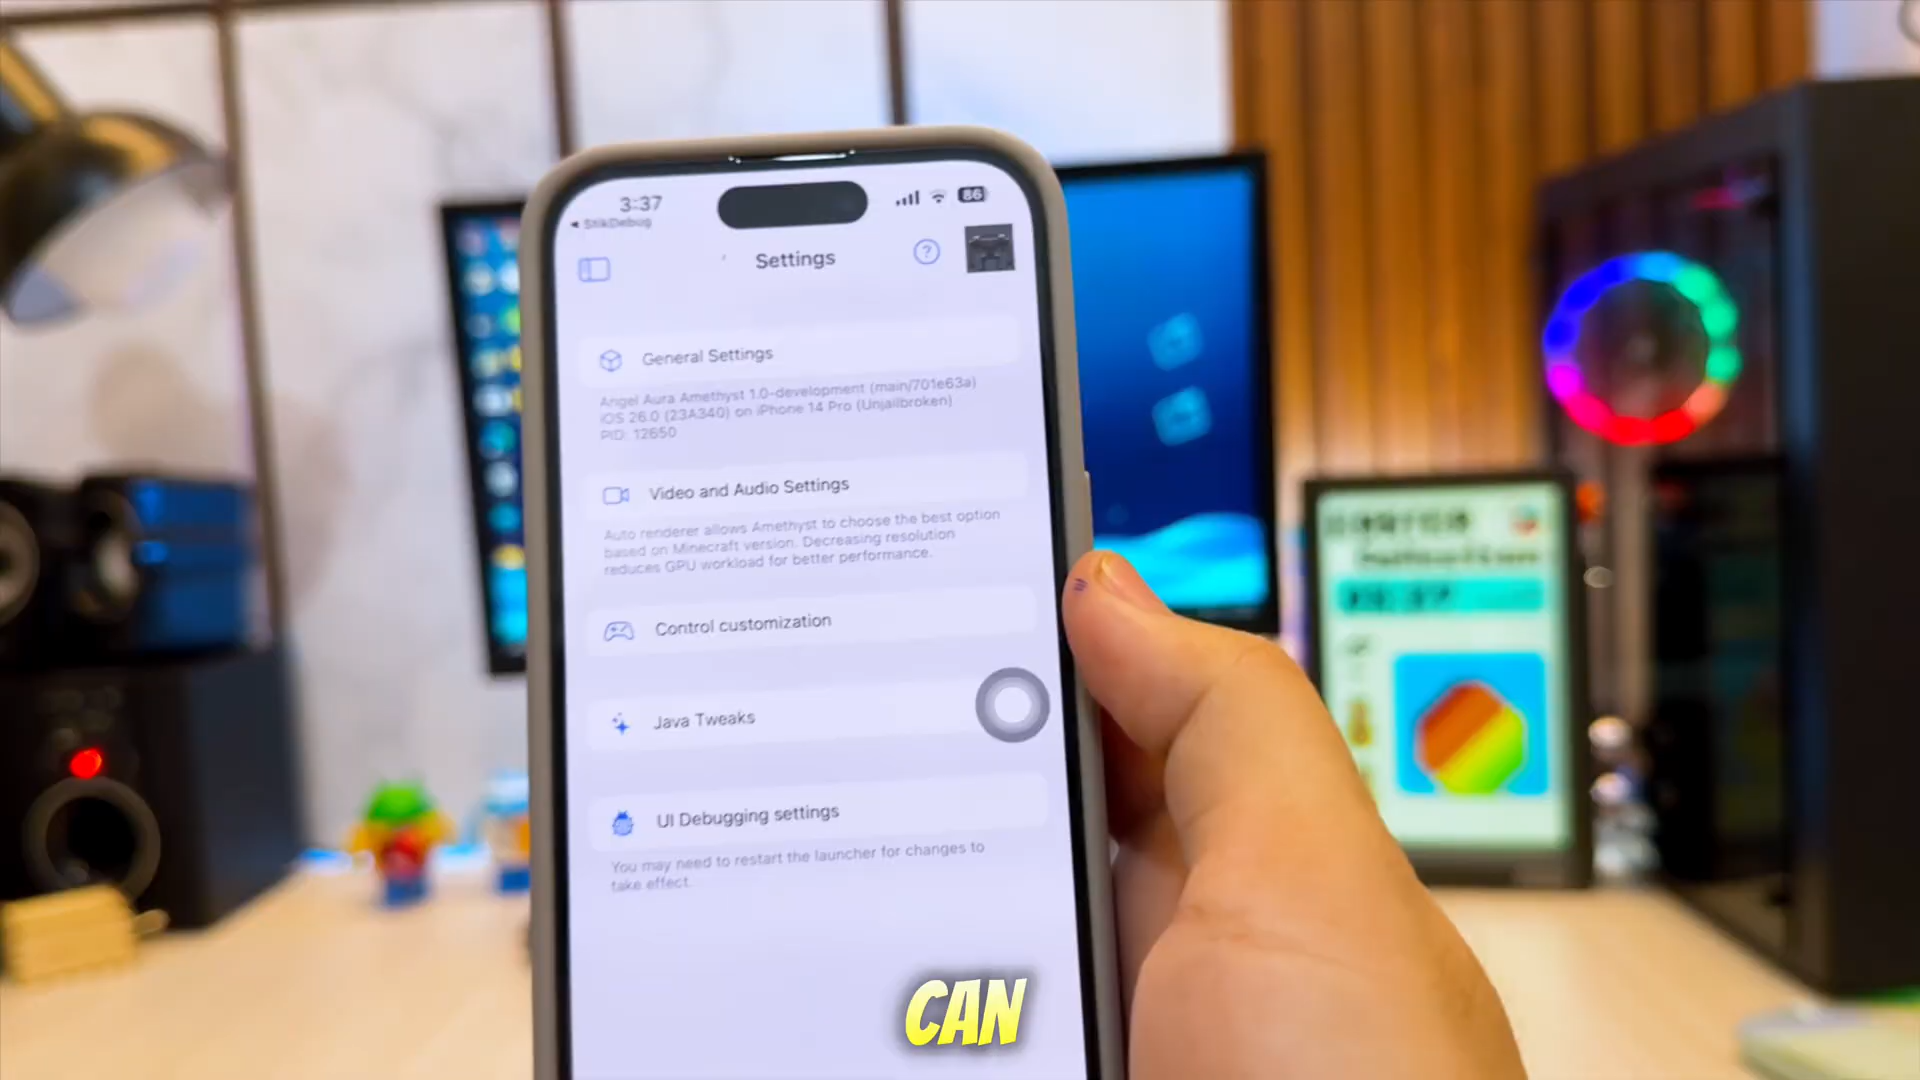 3:37
86
◄ StikDebug
Settings
?
General Settings
Angel Aura Amethyst 1.0-development (main/701e63a)
iOS 26.0 (23A340) on iPhone 14 Pro (Unjailbroken)
PID: 12650
Video and Audio Settings
Auto renderer allows Amethyst to choose the best option
based on Minecraft version. Decreasing resolution
reduces GPU workload for better performance.
Control customization
Java Tweaks
UI Debugging settings
You may need to restart the launcher for changes to
take effect.
CAN